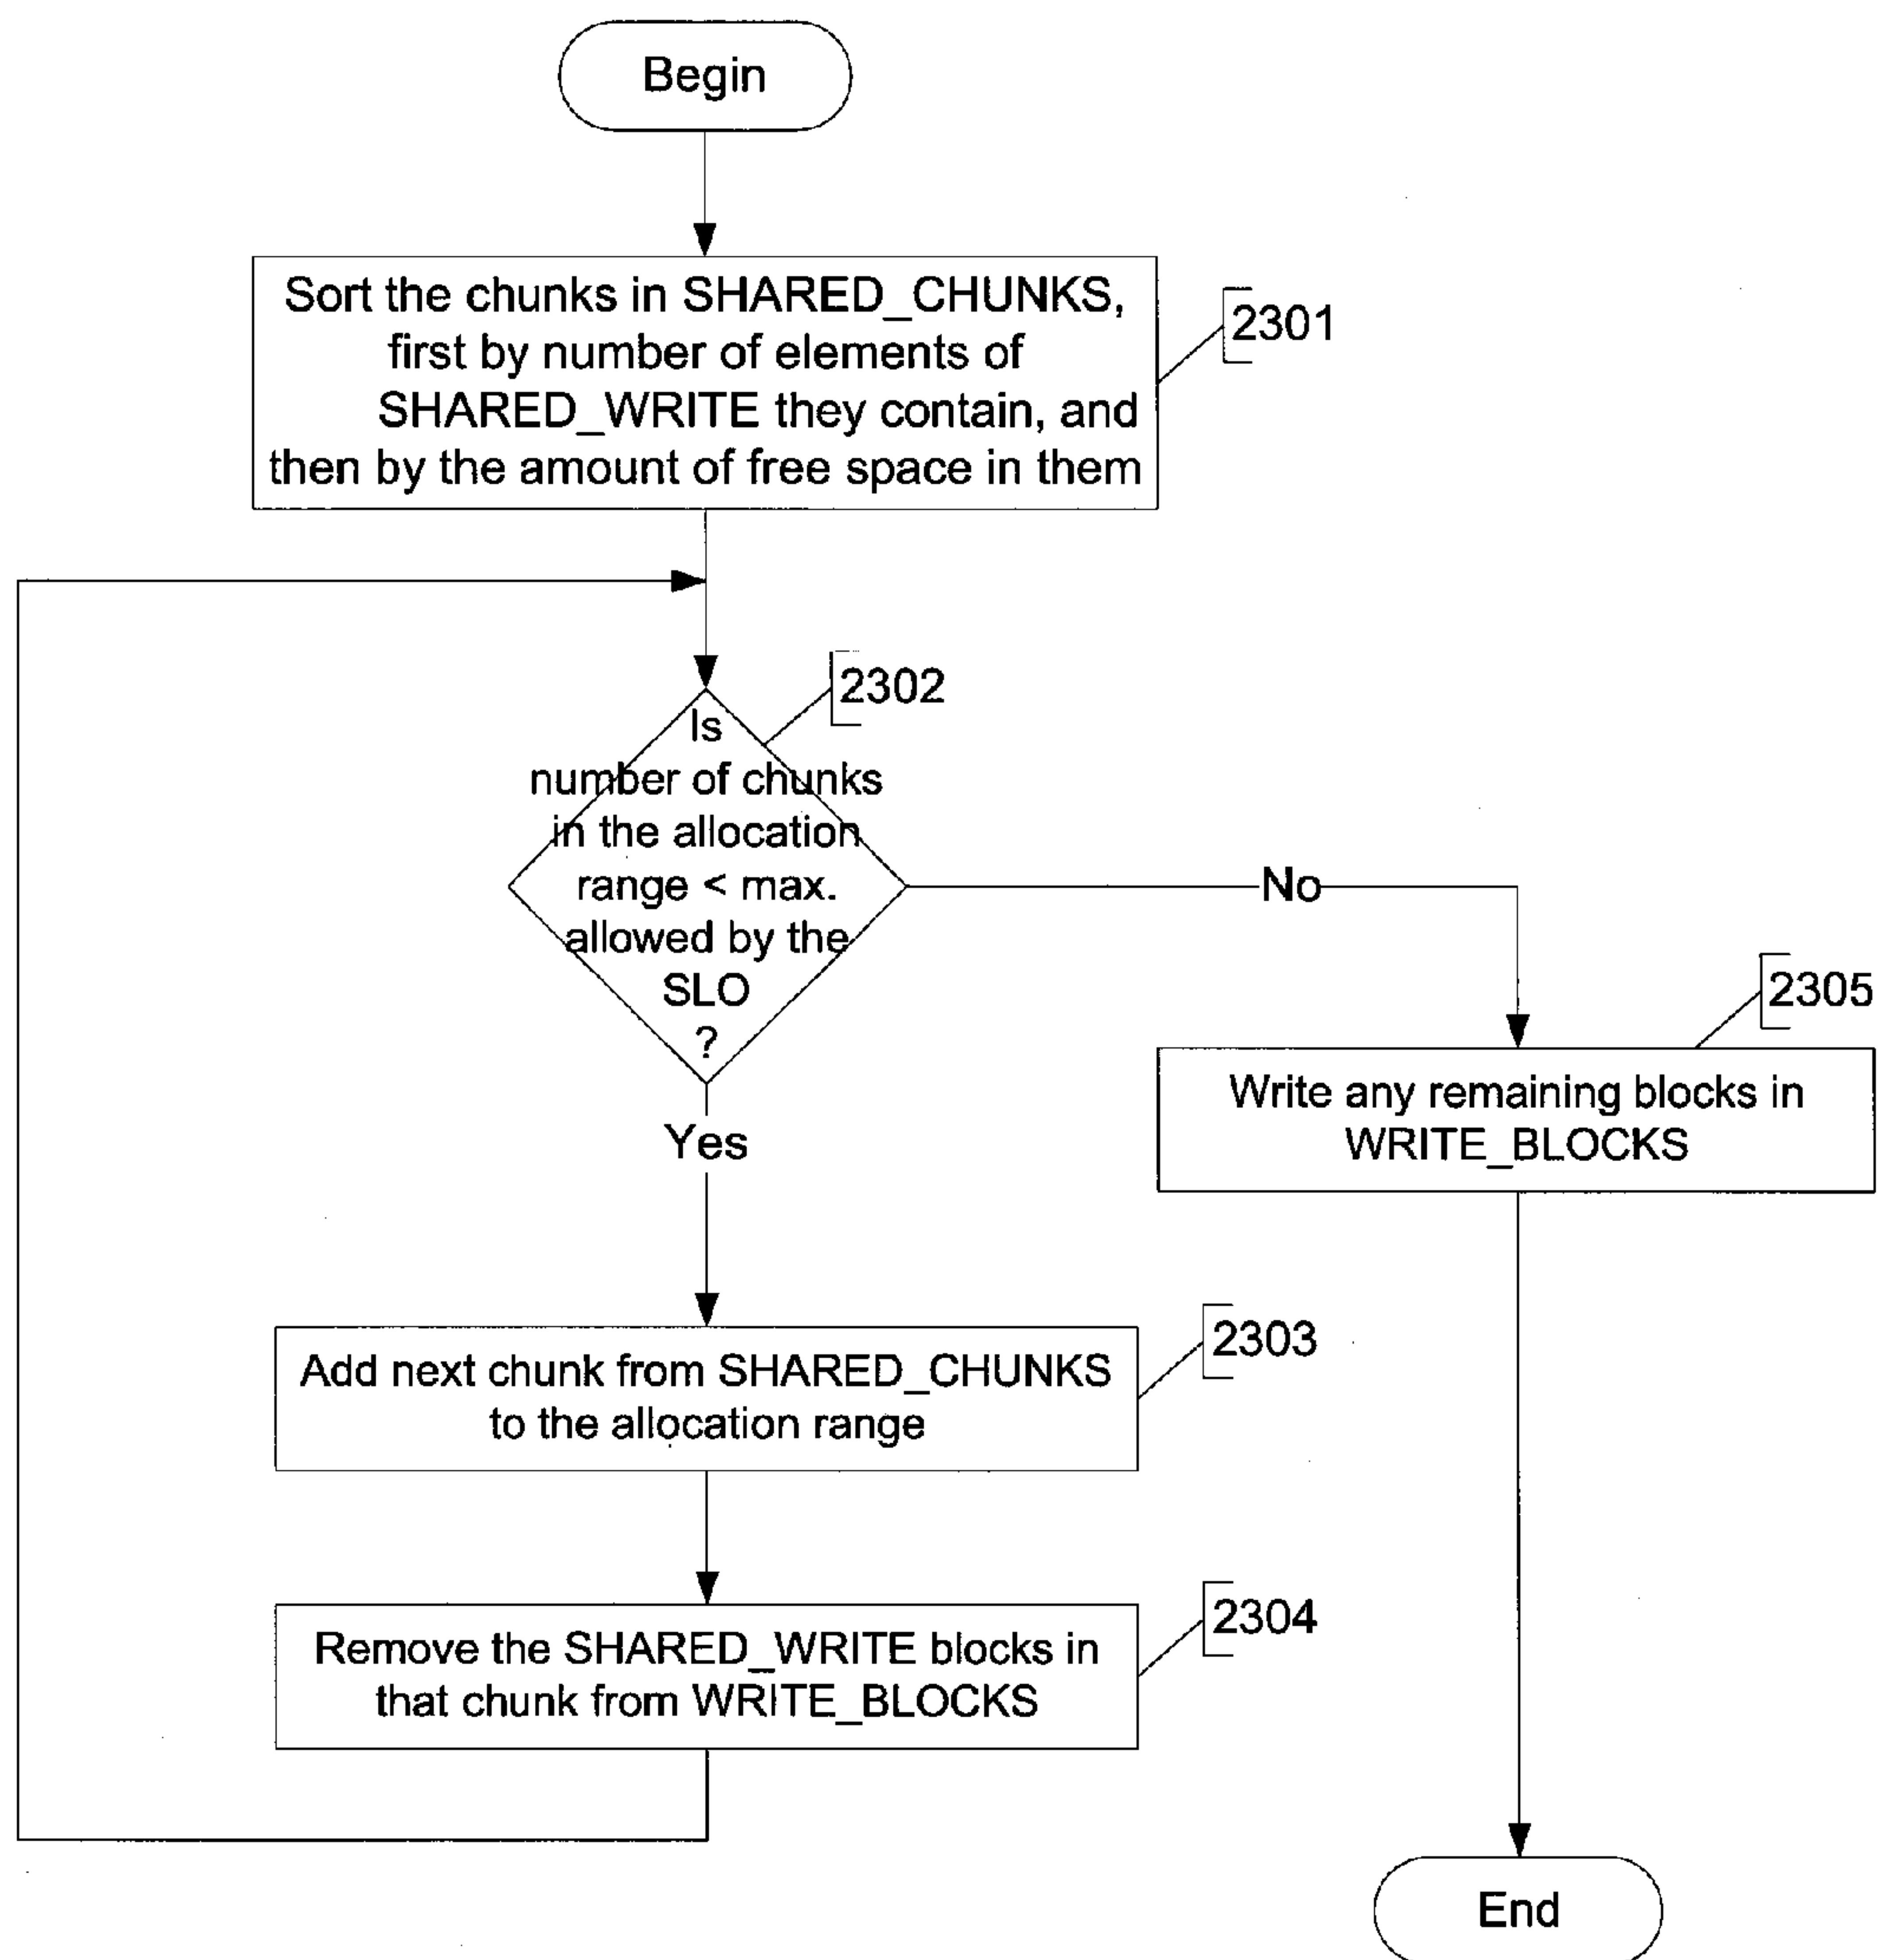 Begin
Sort the chunks in SHARED_CHUNKS,
first by number of elements of
SHARED_WRITE they contain, and
then by the amount of free space in them
2301
2302
Is
number of chunks
in the allocation
range < max.
allowed by the
SLO
?
No
2305
Write any remaining blocks in
WRITE_BLOCKS
Yes
2303
Add next chunk from SHARED_CHUNKS
to the allocation range
2304
Remove the SHARED_WRITE blocks in
that chunk from WRITE_BLOCKS
End